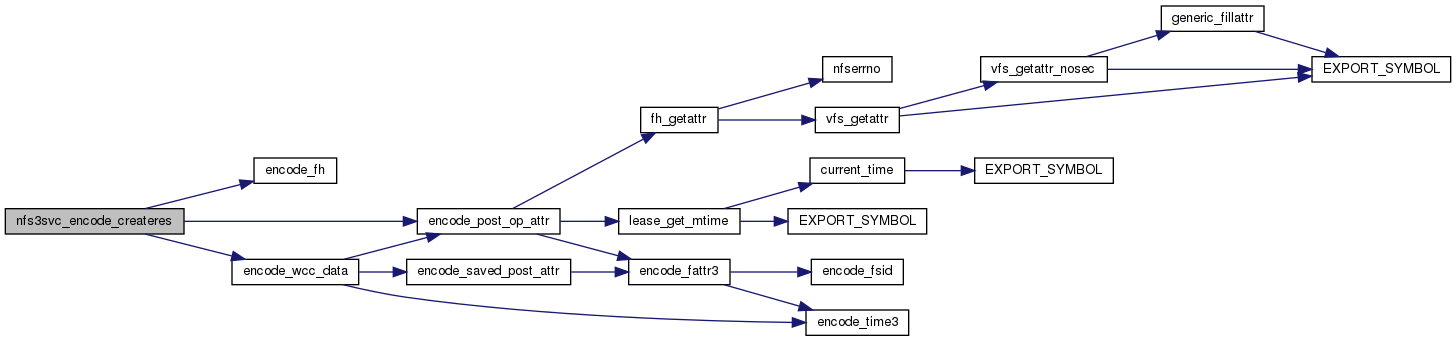 generic_fillattr
nfserrno
vfs_getattr_nosec
EXPORT_SYMBOL
fh_getattr
vfs_getattr
encode_fh
current_time
EXPORT_SYMBOL
nfs3svc_encode_createres
encode_post_op_attr
lease_get_mtime
EXPORT_SYMBOL
encode_wcc_data
encode_saved_post_attr
encode_fattr3
encode_fsid
encode_time3